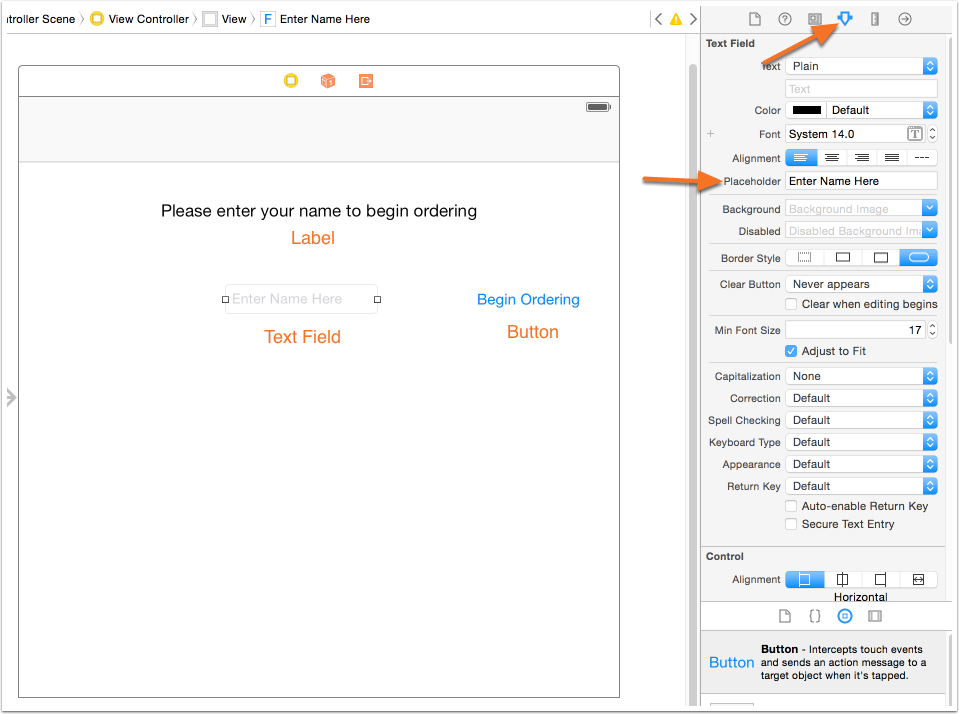 ntroller Scene View Controller View F Enter Name Here
Please enter your name to begin ordering
Label
Enter Name Here
Begin Ordering
Text Field
Button
Text Field
Text Plain
Text
Color Default
Font System 14.0 T
Alignment
Placeholder Enter Name Here
Background Background Image
Disabled Disabled Background Ima
Border Style
Clear Button Never appears
Clear when editing begins
Min Font Size 17
Adjust to Fit
Capitalization None
Correction Default
Spell Checking Default
Keyboard Type Default
Appearance Default
Return Key Default
Auto-enable Return Key
Secure Text Entry
Control
Alignment
Horizontal
{}
Button
Button - Intercepts touch events
and sends an action message to a
target object when it's tapped.